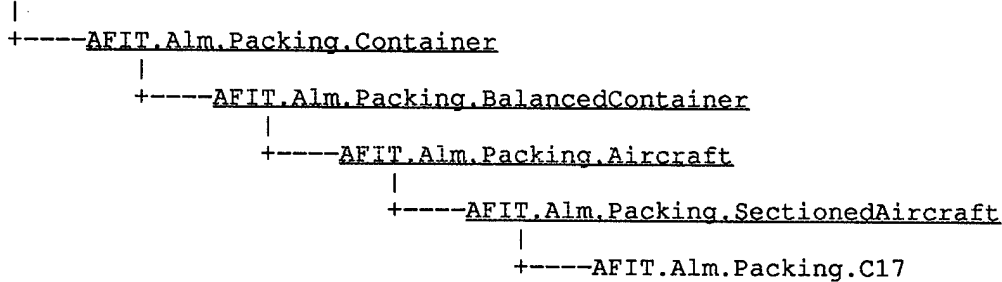 |
+----AFIT.Alm.Packing.Container
|
+----AFIT.Alm.Packing.BalancedContainer
|
+----AFIT.Alm.Packing.Aircraft
|
+----AFIT.Alm.Packing.SectionedAircraft
|
+----AFIT.Alm.Packing.C17